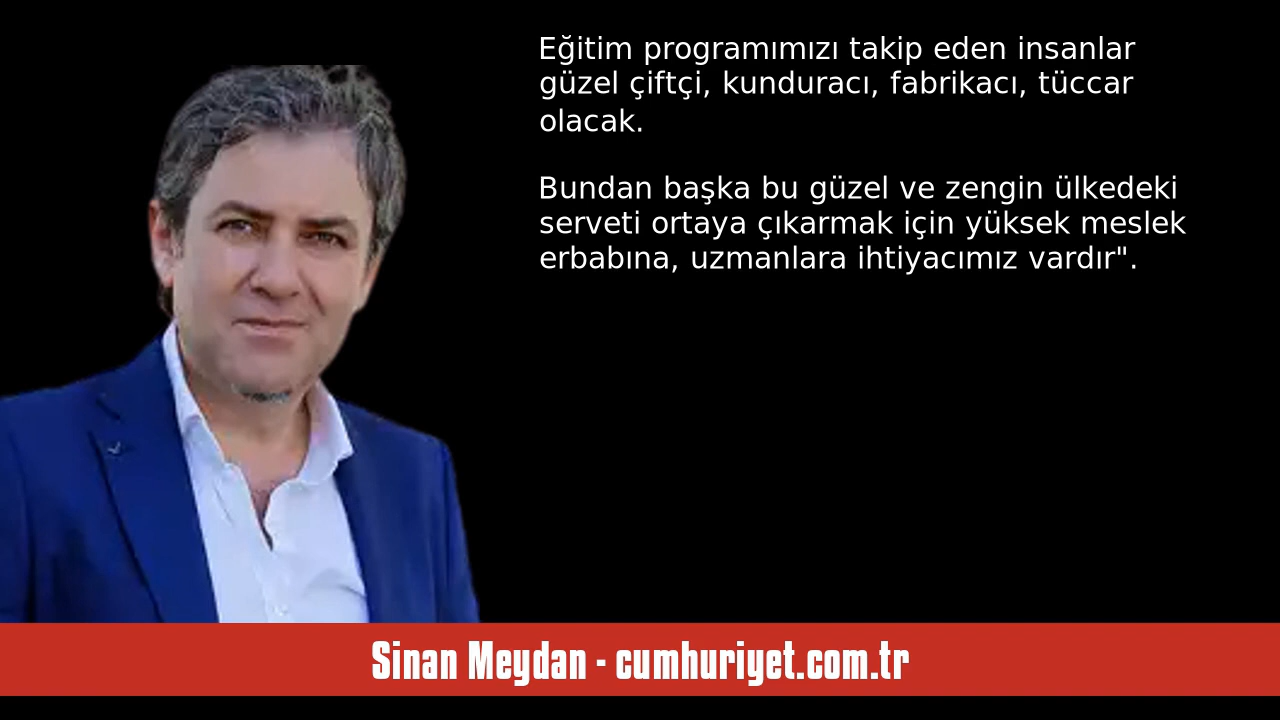 Eğitim programımızı takip eden insanlar
güzel çiftçi, kunduracı, fabrikacı, tüccar
olacak.
Bundan başka bu güzel ve zengin ülkedeki
serveti ortaya çıkarmak için yüksek meslek
erbabına, uzmanlara ihtiyacımız vardır".
Sinan Meydan - cumhuriyet.com.tr